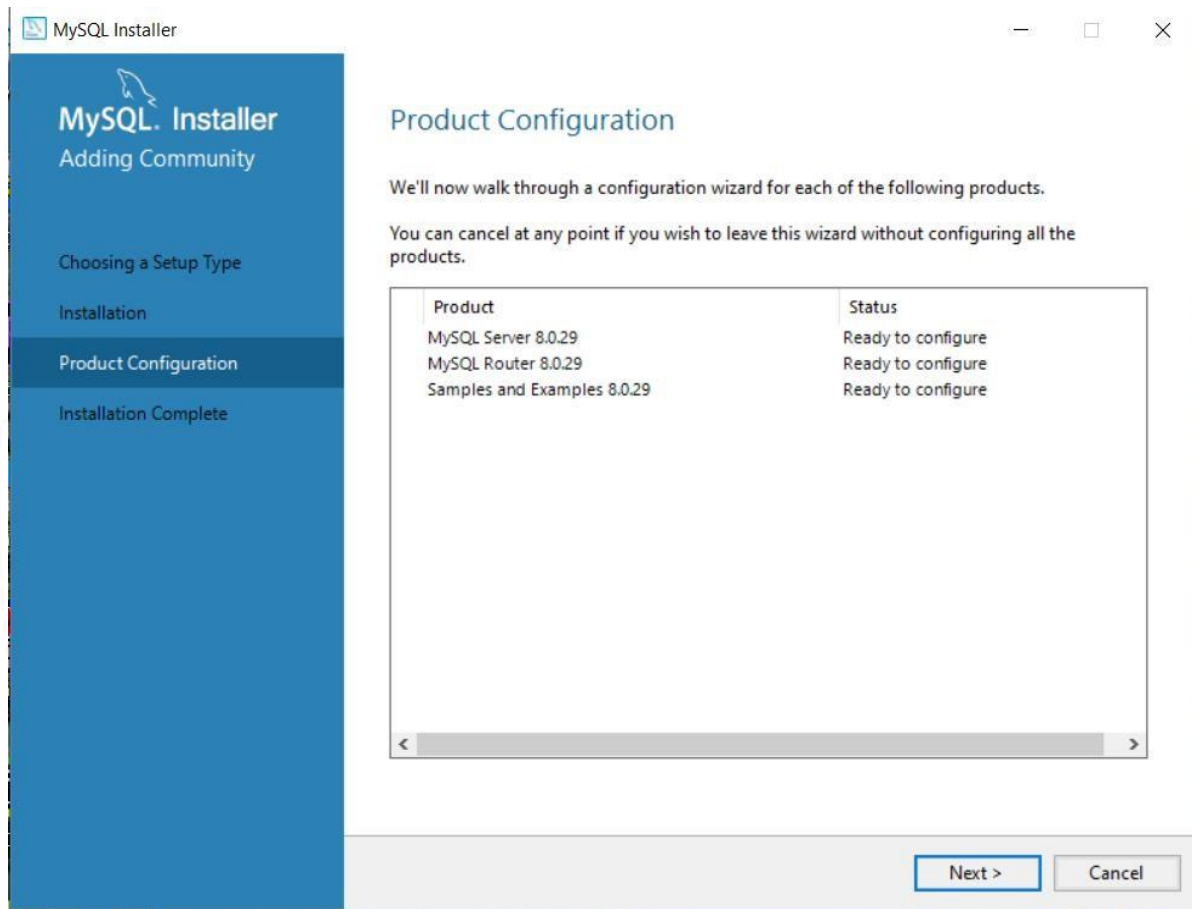 MySQL Installer
MySQL. Installer
Adding Community
Choosing a Setup Type
Installation
Product Configuration
Installation Complete
Product Configuration
We'll now walk through a configuration wizard for each of the following products.
You can cancel at any point if you wish to leave this wizard without configuring all the
products.
Product Status
MySQL Server 8.0.29 Ready to configure
MySQL Router 8.0.29 Ready to configure
Samples and Examples 8.0.29 Ready to configure
Next > Cancel